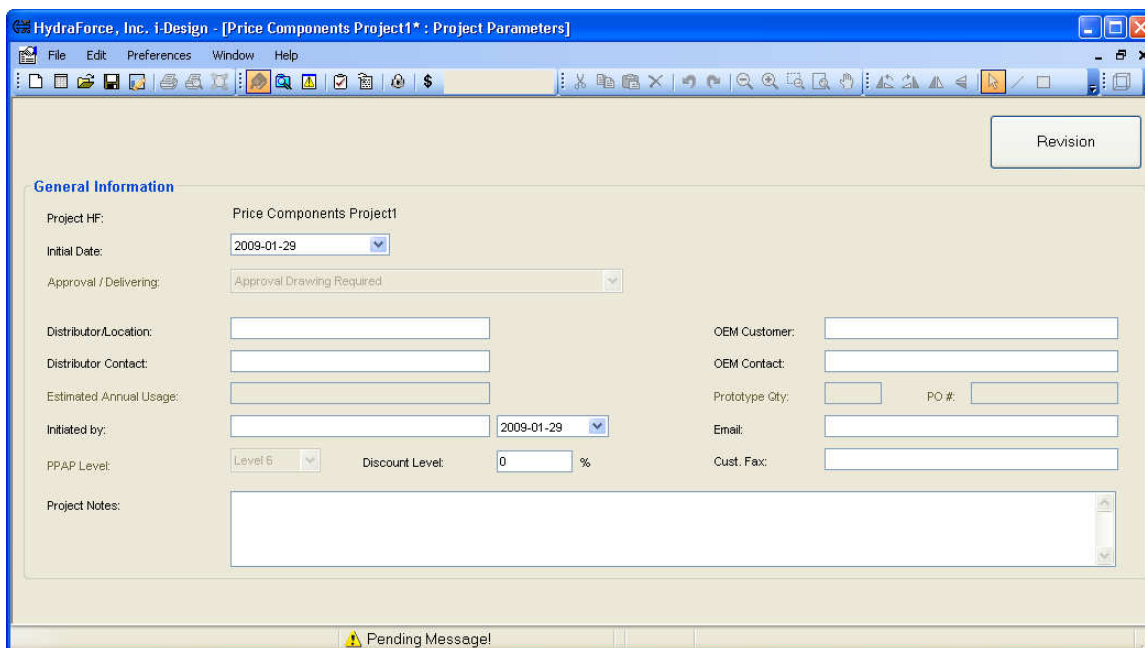 HydraForce, Inc. i-Design - [Price Components Project1* : Project Parameters]
File Edit Preferences Window Help
$
Revision
General Information
Project HF: Price Components Project1
Initial Date: 2009-01-29
Approval / Delivering: Approval Drawing Required
Distributor/Location: OEM Customer:
Distributor Contact: OEM Contact:
Estimated Annual Usage: Prototype Qty: PO #:
Initiated by: 2009-01-29 Email:
PPAP Level: Level 6 Discount Level: 0 % Cust. Fax:
Project Notes:
Pending Message!